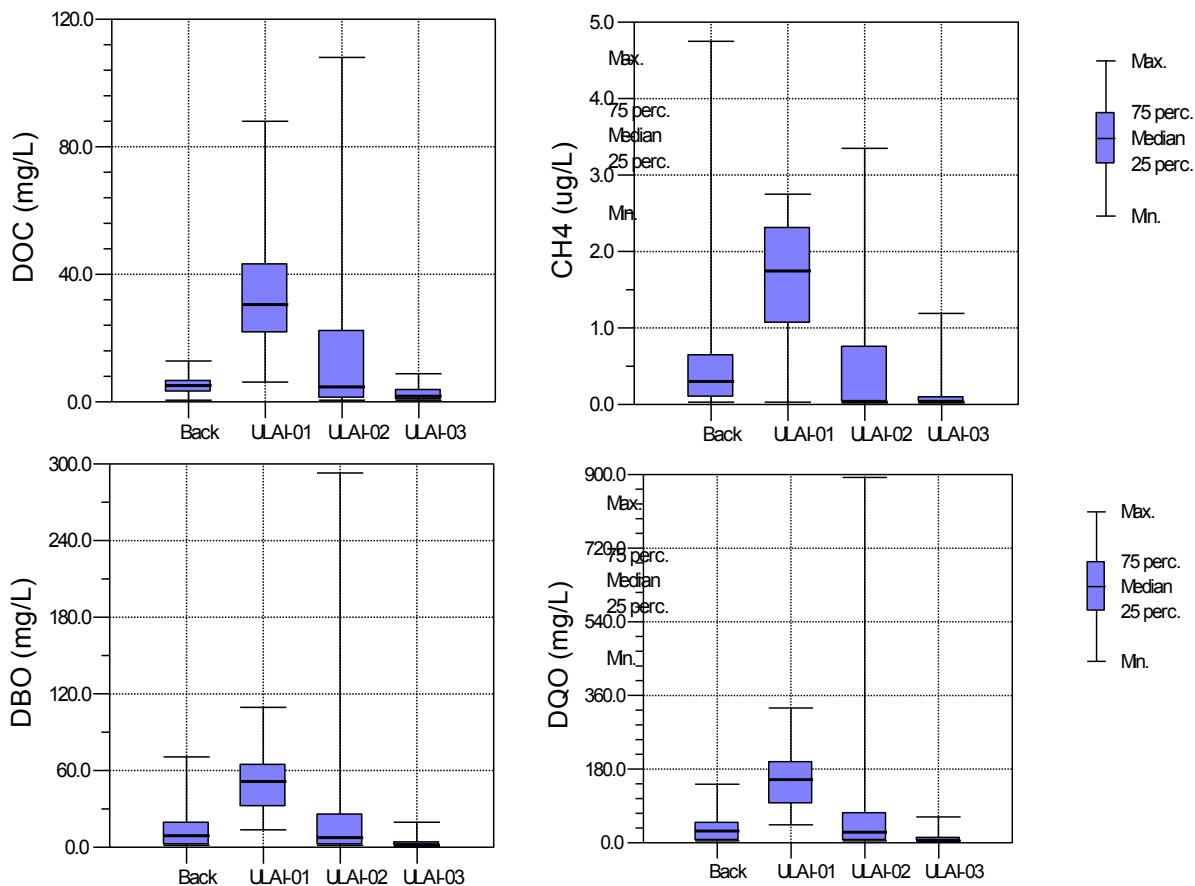 DOC (mg/L)
120.0
80.0
40.0
0.0
Back ULAI-01 ULAI-02 ULAI-03
CH4 (ug/L)
5.0
4.0
3.0
2.0
1.0
0.0
Max.
75 perc.
Median
25 perc.
Min.
Back ULAI-01 ULAI-02 ULAI-03
Max.
75 perc.
Median
25 perc.
Min.
DBO (mg/L)
300.0
240.0
180.0
120.0
60.0
0.0
Back ULAI-01 ULAI-02 ULAI-03
DQO (mg/L)
900.0
720.0
540.0
360.0
180.0
0.0
Max.
75 perc.
Median
25 perc.
Min.
Back ULAI-01 ULAI-02 ULAI-03
Max.
75 perc.
Median
25 perc.
Min.